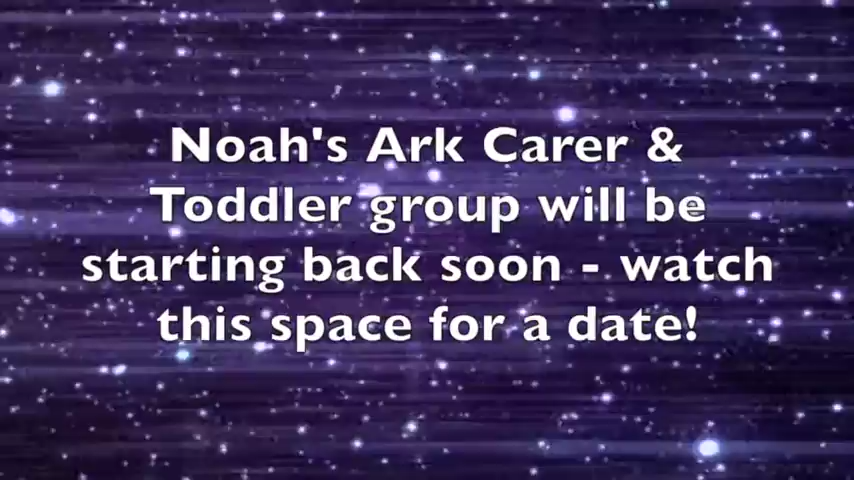 Noah's Ark Carer &
Toddler group will be
starting back soon - watch
this space for a date!